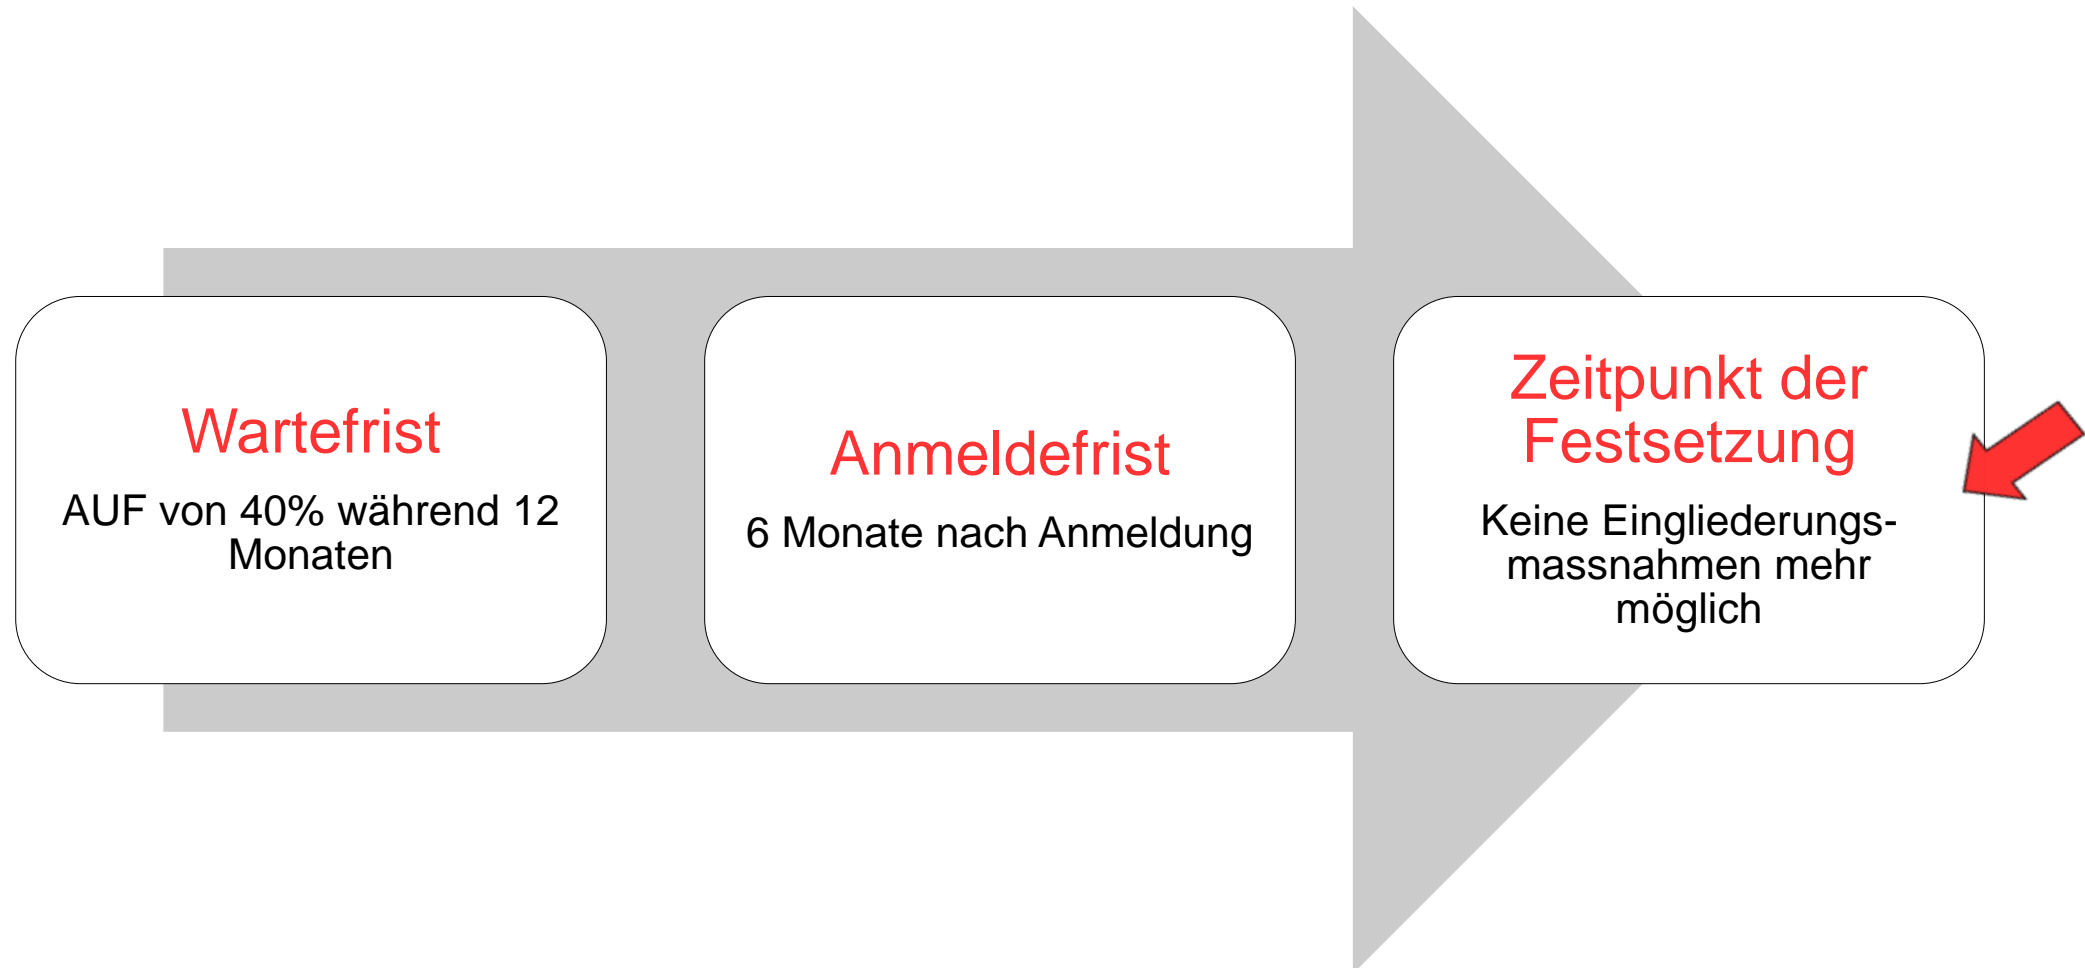 Wartefrist
AUF von 40% während 12
Monaten
Anmeldefrist
6 Monate nach Anmeldung
Zeitpunkt der
Festsetzung
Keine Eingliederungs-
massnahmen mehr
möglich